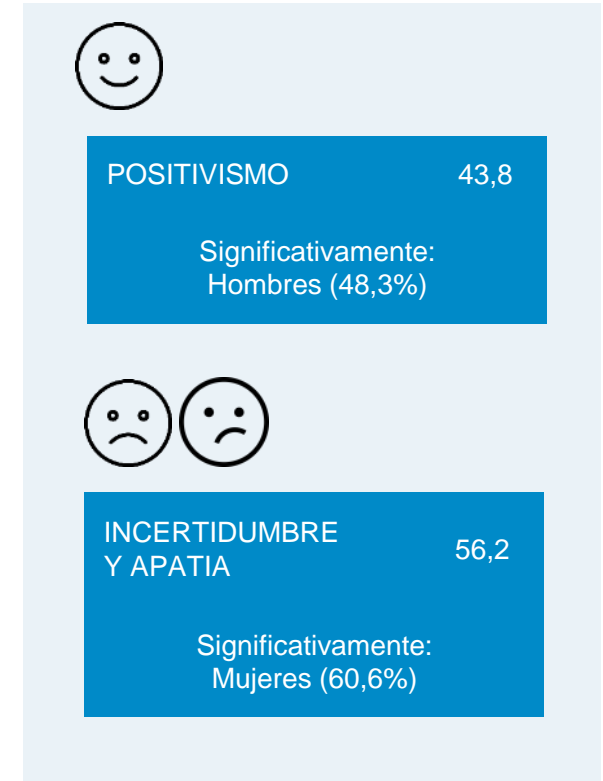 POSITIVISMO 43,8
Significativamente:
Hombres (48,3%)
INCERTIDUMBRE
Y APATIA 56,2
Significativamente:
Mujeres (60,6%)